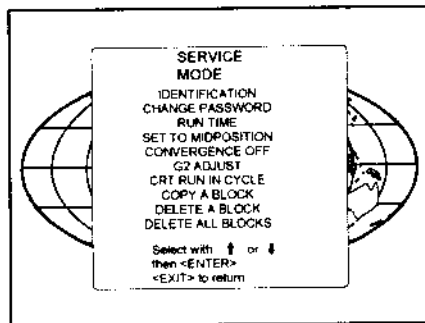 SERVICE
MODE
IDENTIFICATION
CHANGE PASSWORD
RUN TIME
SET TO MIDPOSITION
CONVERGENCE OFF
G2 ADJUST
CRT RUN IN CYCLE
COPY A BLOCK
DELETE A BLOCK
DELETE ALL BLOCKS
Select with ⬆ or ⬇
then <ENTER>
<EXIT> to return